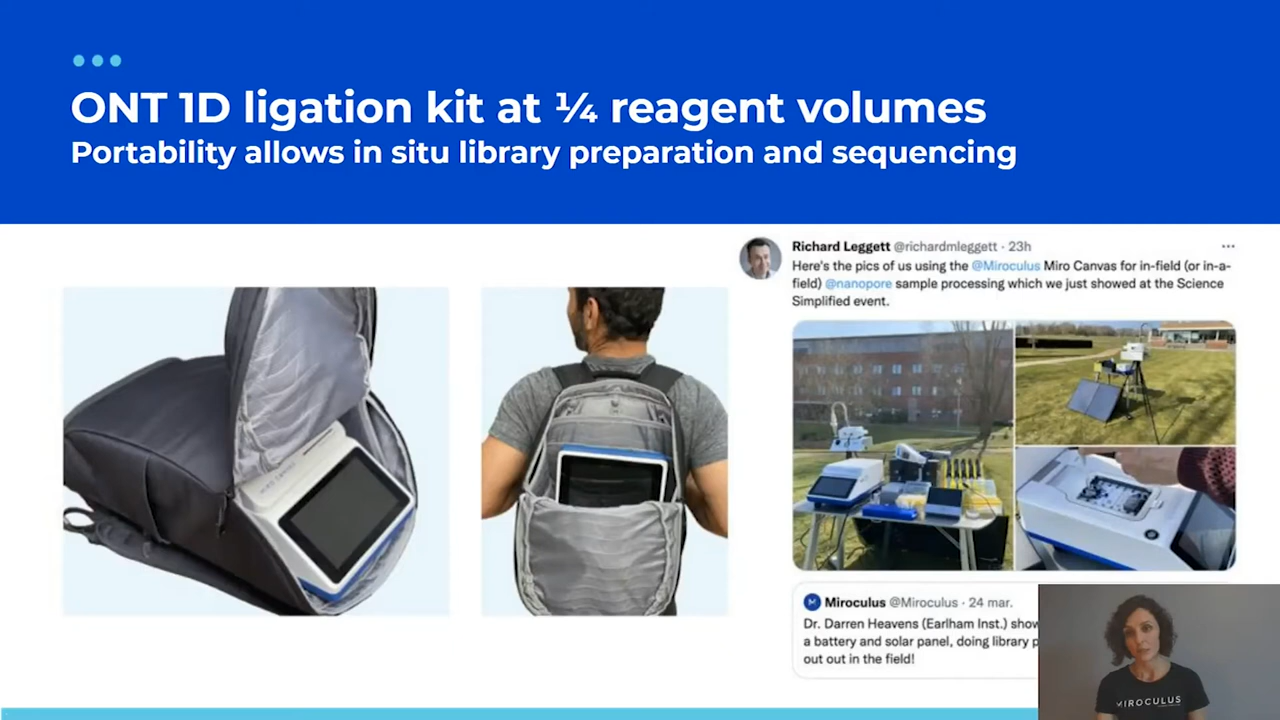 ONT 1D ligation kit at ¼ reagent volumes
Portability allows in situ library preparation and sequencing
Richard Leggett @richardmleggett · 23h
Here's the pics of us using the @Miroculus Miro Canvas for in-field (or in-a-
field) @nanopore sample processing which we just showed at the Science
Simplified event.
MIRO CANVAS
Miroculus @Miroculus · 24 mar.
Dr. Darren Heavens (Earlham Inst.) show
a battery and solar panel, doing library p
out out in the field!
MIROCULUS